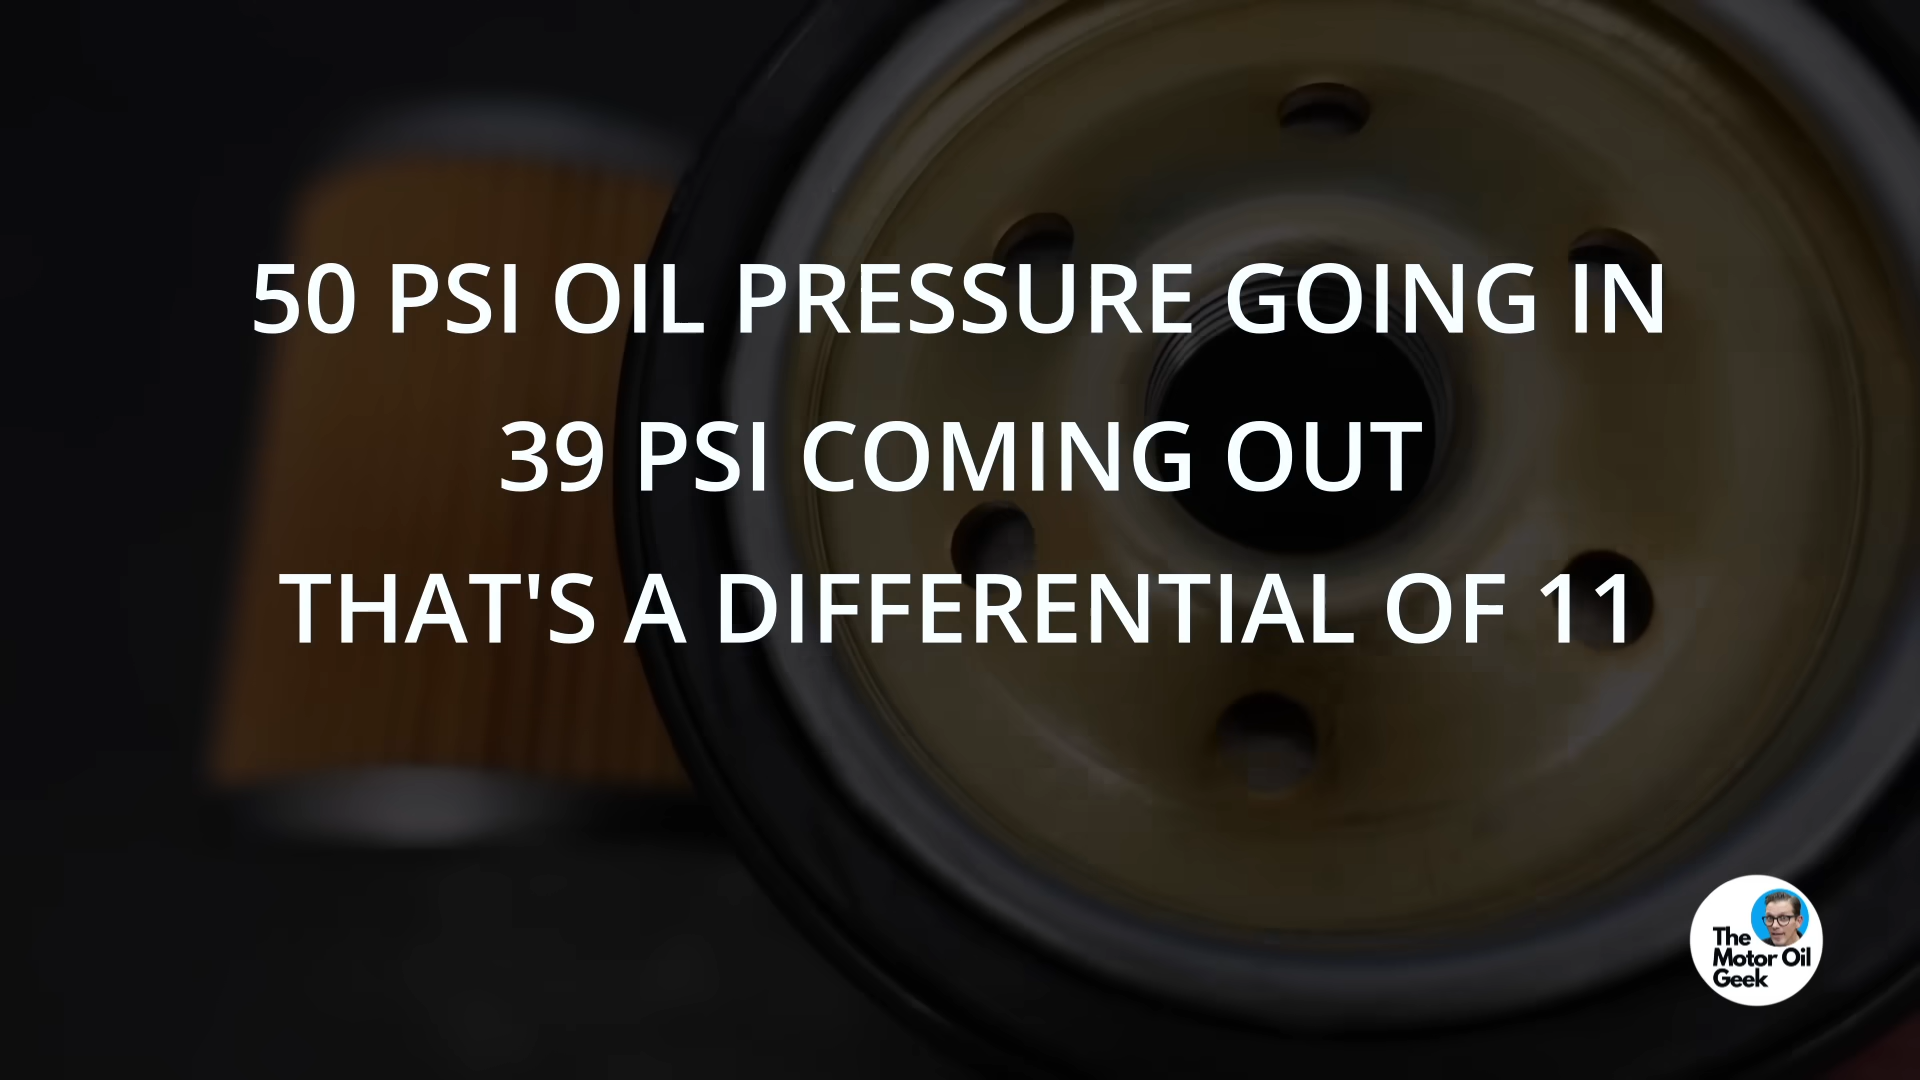 50 PSI OIL PRESSURE GOING IN
39 PSI COMING OUT
THAT'S A DIFFERENTIAL OF 11
The
Motor Oil
Geek